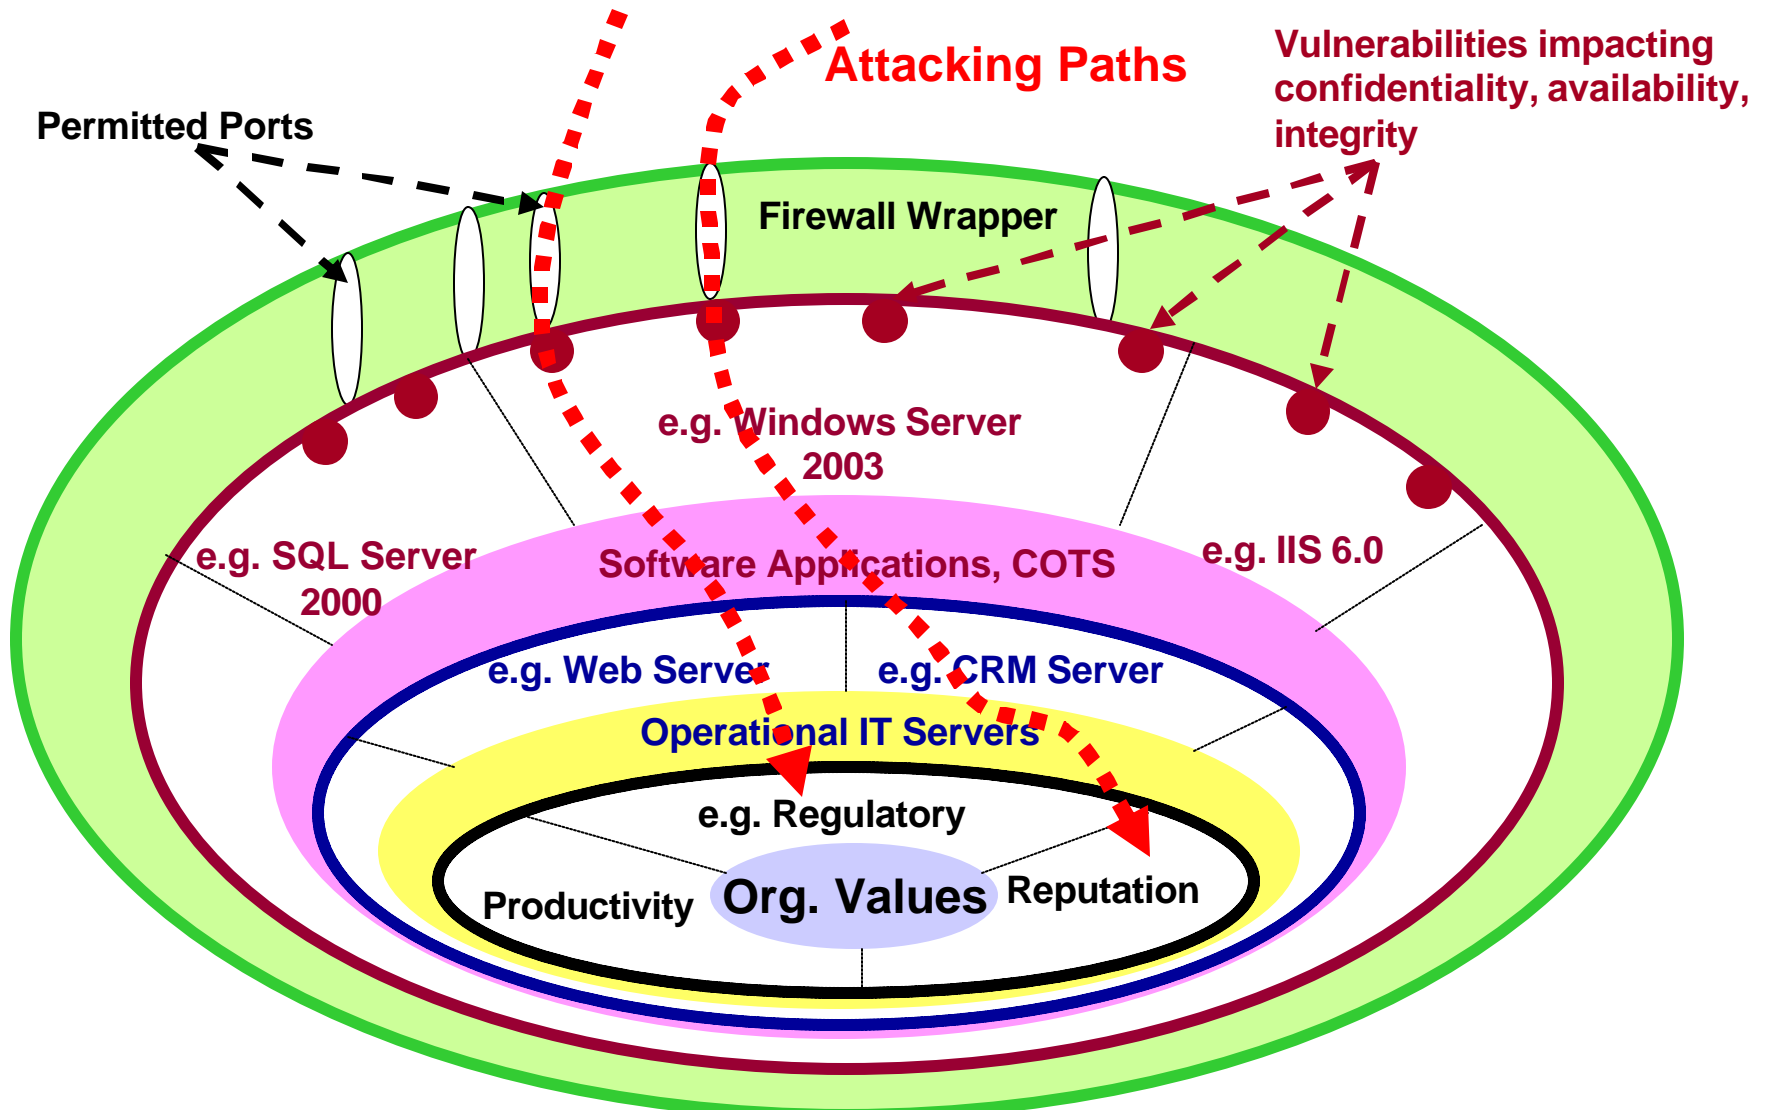 Attacking Paths
Vulnerabilities impacting
confidentiality, availability,
integrity
Permitted Ports
Firewall Wrapper
e.g. Windows Server
2003
e.g. SQL Server
2000
Software Applications, COTS
e.g. IIS 6.0
e.g. Web Server
e.g. CRM Server
Operational IT Servers
e.g. Regulatory
Productivity
Org. Values
Reputation